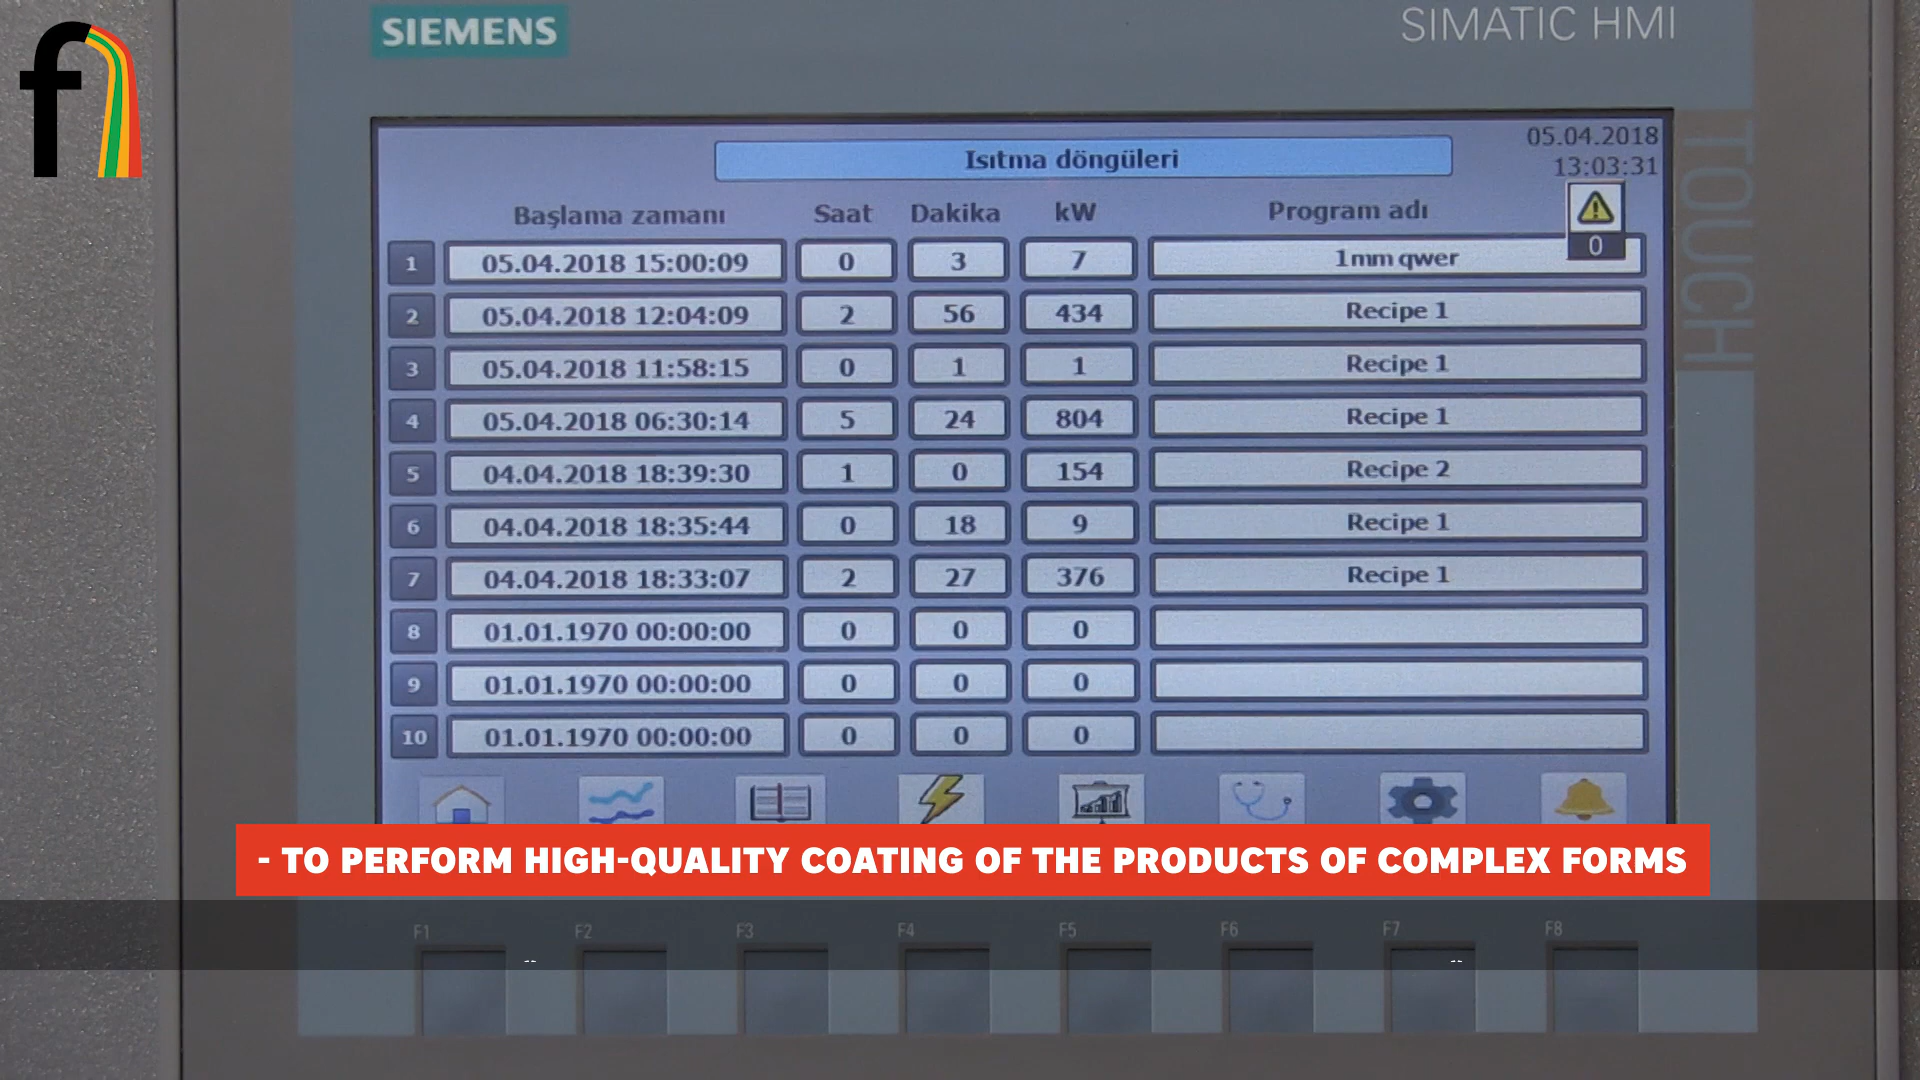 SIEMENS
SIMATIC HMI
TOUCH
05.04.2018
13:03:31
Isıtma döngüleri
Başlama zamanı Saat Dakika kW Program adı
0
1 05.04.2018 15:00:09 0 3 7 1mm qwer
2 05.04.2018 12:04:09 2 56 434 Recipe 1
3 05.04.2018 11:58:15 0 1 1 Recipe 1
4 05.04.2018 06:30:14 5 24 804 Recipe 1
5 04.04.2018 18:39:30 1 0 154 Recipe 2
6 04.04.2018 18:35:44 0 18 9 Recipe 1
7 04.04.2018 18:33:07 2 27 376 Recipe 1
8 01.01.1970 00:00:00 0 0 0
9 01.01.1970 00:00:00 0 0 0
10 01.01.1970 00:00:00 0 0 0
- TO PERFORM HIGH-QUALITY COATING OF THE PRODUCTS OF COMPLEX FORMS
F1 F2 F3 F4 F5 F6 F7 F8